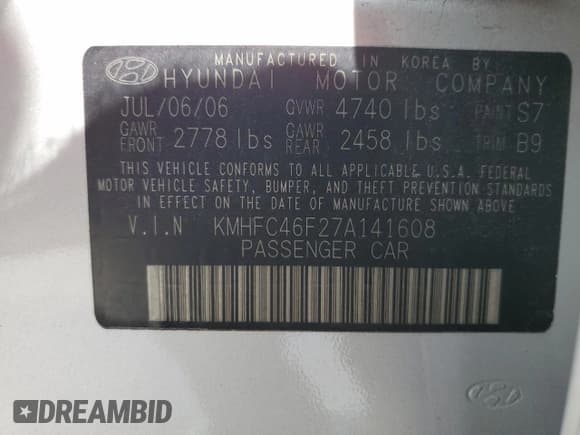 MANUFACTURED IN KOREA BY
HYUNDAI MOTOR COMPANY
JUL/06/06 GVWR 4740 lbs PAINT S7
GAWR FRONT 2778 lbs GAWR REAR 2458 lbs TRIM B9
THIS VEHICLE CONFORMS TO ALL APPLICABLE U.S.A. FEDERAL
MOTOR VEHICLE SAFETY, BUMPER, AND THEFT PREVENTION STANDARDS
IN EFFECT ON THE DATE OF MANUFACTURE SHOWN ABOVE.
V.I.N KMHFC46F27A141608
PASSENGER CAR
DREAMBID